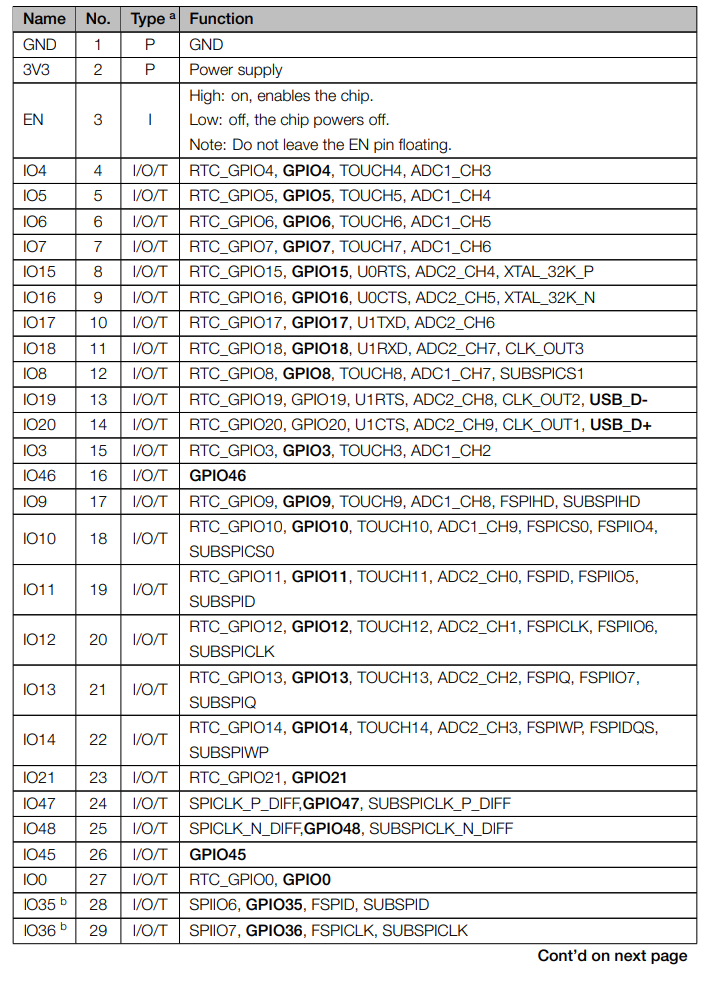 Name No. Type a Function
GND 1 P GND
3V3 2 P Power supply
High: on, enables the chip.
EN 3 I Low: off, the chip powers off.
Note: Do not leave the EN pin floating.
IO4 4 I/O/T RTC_GPIO4, GPIO4, TOUCH4, ADC1_CH3
IO5 5 I/O/T RTC_GPIO5, GPIO5, TOUCH5, ADC1_CH4
IO6 6 I/O/T RTC_GPIO6, GPIO6, TOUCH6, ADC1_CH5
IO7 7 I/O/T RTC_GPIO7, GPIO7, TOUCH7, ADC1_CH6
IO15 8 I/O/T RTC_GPIO15, GPIO15, U0RTS, ADC2_CH4, XTAL_32K_P
IO16 9 I/O/T RTC_GPIO16, GPIO16, U0CTS, ADC2_CH5, XTAL_32K_N
IO17 10 I/O/T RTC_GPIO17, GPIO17, U1TXD, ADC2_CH6
IO18 11 I/O/T RTC_GPIO18, GPIO18, U1RXD, ADC2_CH7, CLK_OUT3
IO8 12 I/O/T RTC_GPIO8, GPIO8, TOUCH8, ADC1_CH7, SUBSPICS1
IO19 13 I/O/T RTC_GPIO19, GPIO19, U1RTS, ADC2_CH8, CLK_OUT2, USB_D-
IO20 14 I/O/T RTC_GPIO20, GPIO20, U1CTS, ADC2_CH9, CLK_OUT1, USB_D+
IO3 15 I/O/T RTC_GPIO3, GPIO3, TOUCH3, ADC1_CH2
IO46 16 I/O/T GPIO46
IO9 17 I/O/T RTC_GPIO9, GPIO9, TOUCH9, ADC1_CH8, FSPIHD, SUBSPIHD
IO10 18 I/O/T RTC_GPIO10, GPIO10, TOUCH10, ADC1_CH9, FSPICS0, FSPIIO4,
SUBSPICS0
IO11 19 I/O/T RTC_GPIO11, GPIO11, TOUCH11, ADC2_CH0, FSPID, FSPIIO5,
SUBSPID
IO12 20 I/O/T RTC_GPIO12, GPIO12, TOUCH12, ADC2_CH1, FSPICLK, FSPIIO6,
SUBSPICLK
IO13 21 I/O/T RTC_GPIO13, GPIO13, TOUCH13, ADC2_CH2, FSPIQ, FSPIIO7,
SUBSPIQ
IO14 22 I/O/T RTC_GPIO14, GPIO14, TOUCH14, ADC2_CH3, FSPIWP, FSPIDQS,
SUBSPIWP
IO21 23 I/O/T RTC_GPIO21, GPIO21
IO47 24 I/O/T SPICLK_P_DIFF,GPIO47, SUBSPICLK_P_DIFF
IO48 25 I/O/T SPICLK_N_DIFF,GPIO48, SUBSPICLK_N_DIFF
IO45 26 I/O/T GPIO45
IO0 27 I/O/T RTC_GPIO0, GPIO0
IO35 b 28 I/O/T SPIIO6, GPIO35, FSPID, SUBSPID
IO36 b 29 I/O/T SPIIO7, GPIO36, FSPICLK, SUBSPICLK
Cont'd on next page